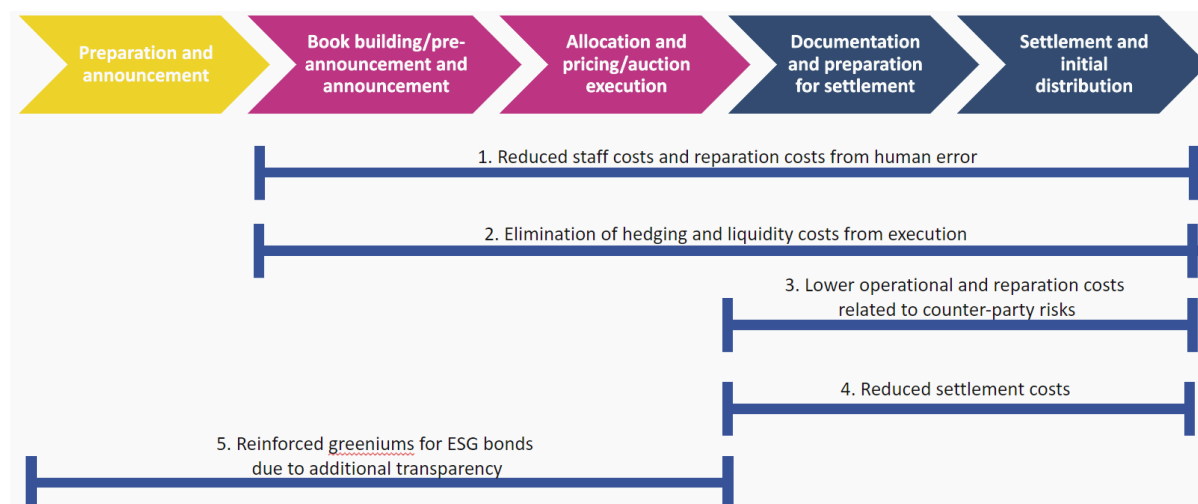 Preparation and
announcement
Book building/pre-
announcement and
announcement
Allocation and
pricing/auction
execution
Documentation
and preparation
for settlement
Settlement and
initial
distribution
1. Reduced staff costs and reparation costs from human error
2. Elimination of hedging and liquidity costs from execution
3. Lower operational and reparation costs
related to counter-party risks
4. Reduced settlement costs
5. Reinforced greeniums for ESG bonds
due to additional transparency